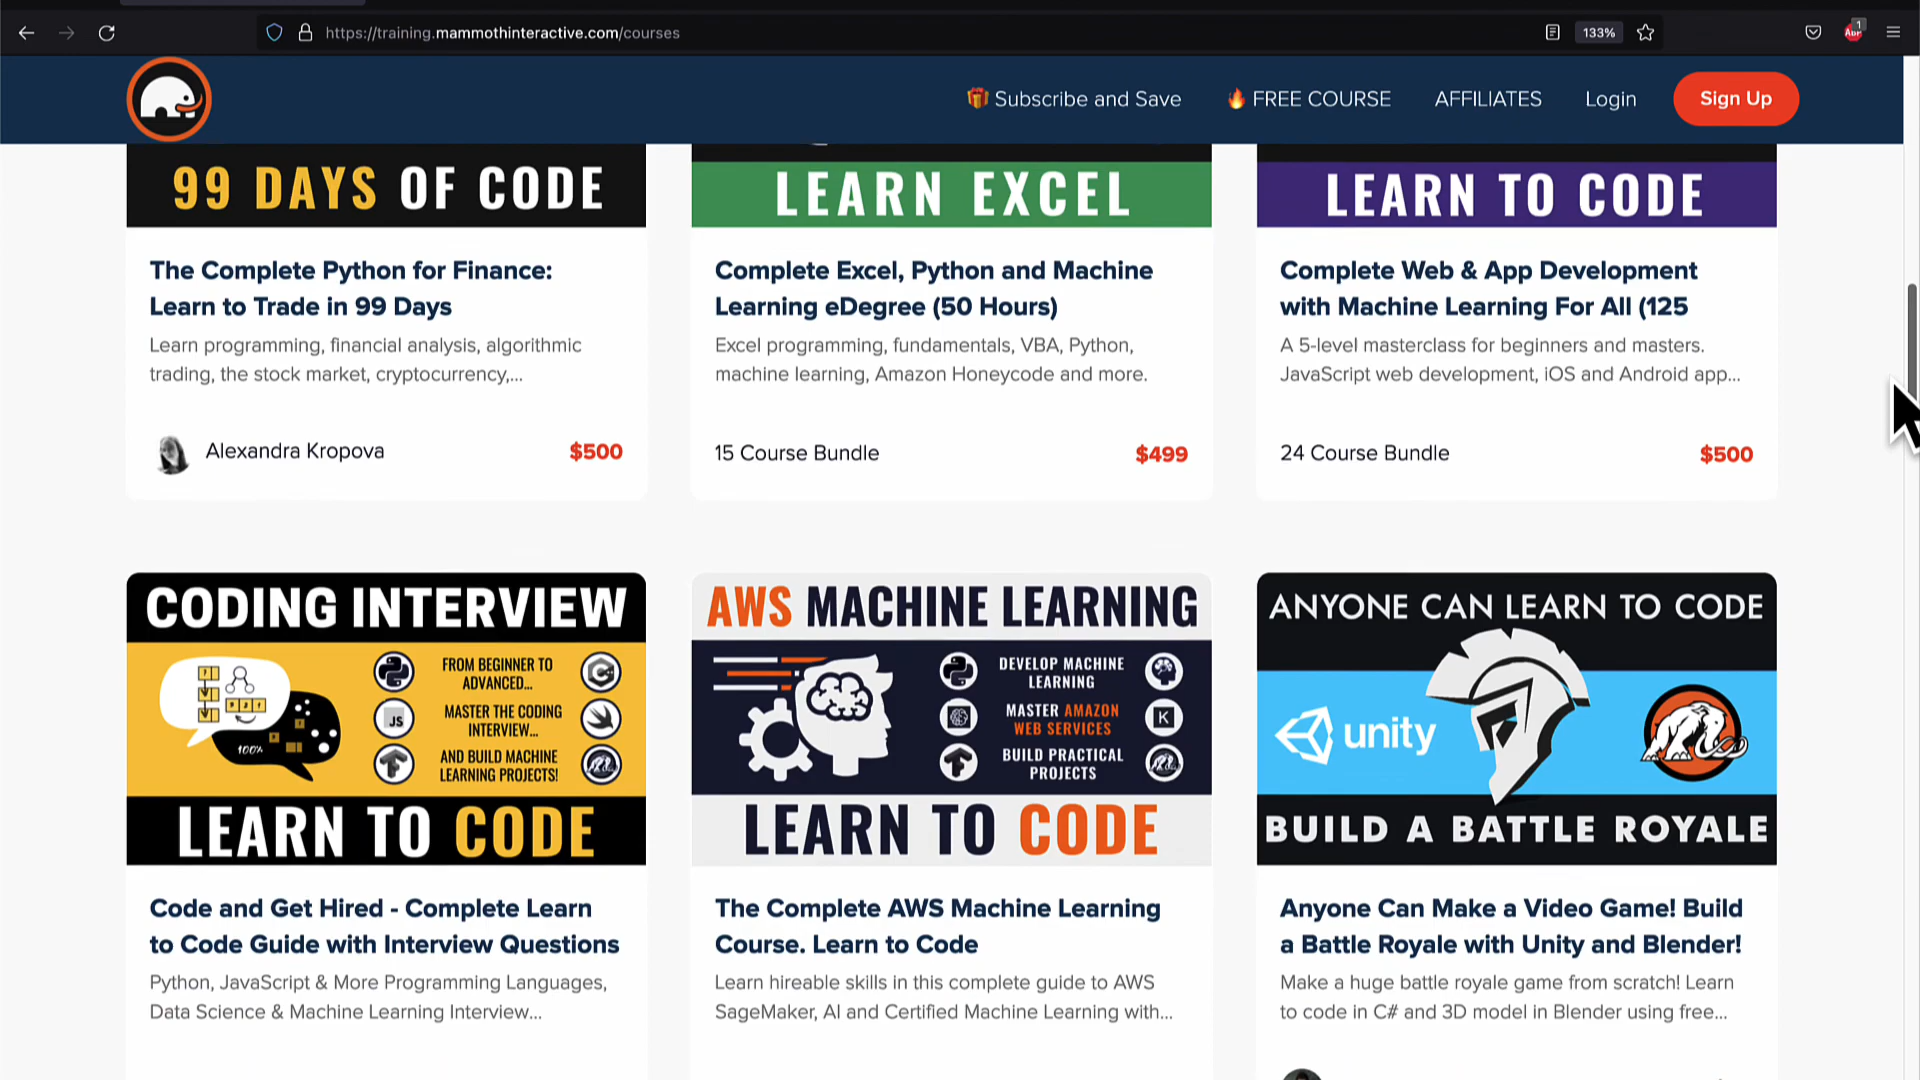 https://training.mammothinteractive.com/courses
133%
1
ABP
🎁 Subscribe and Save
🔥 FREE COURSE
AFFILIATES
Login
Sign Up
99 DAYS OF CODE
The Complete Python for Finance:
Learn to Trade in 99 Days
Learn programming, financial analysis, algorithmic
trading, the stock market, cryptocurrency,...
Alexandra Kropova
$500
LEARN EXCEL
Complete Excel, Python and Machine
Learning eDegree (50 Hours)
Excel programming, fundamentals, VBA, Python,
machine learning, Amazon Honeycode and more.
15 Course Bundle
$499
LEARN TO CODE
Complete Web & App Development
with Machine Learning For All (125
A 5-level masterclass for beginners and masters.
JavaScript web development, iOS and Android app...
24 Course Bundle
$500
CODING INTERVIEW
100%
JS
FROM BEGINNER TO
ADVANCED...
MASTER THE CODING
INTERVIEW...
AND BUILD MACHINE
LEARNING PROJECTS!
LEARN TO CODE
Code and Get Hired - Complete Learn
to Code Guide with Interview Questions
Python, JavaScript & More Programming Languages,
Data Science & Machine Learning Interview...
AWS MACHINE LEARNING
DEVELOP MACHINE
LEARNING
MASTER AMAZON
WEB SERVICES
K
BUILD PRACTICAL
PROJECTS
LEARN TO CODE
The Complete AWS Machine Learning
Course. Learn to Code
Learn hireable skills in this complete guide to AWS
SageMaker, AI and Certified Machine Learning with...
ANYONE CAN LEARN TO CODE
unity
BUILD A BATTLE ROYALE
Anyone Can Make a Video Game! Build
a Battle Royale with Unity and Blender!
Make a huge battle royale game from scratch! Learn
to code in C# and 3D model in Blender using free...